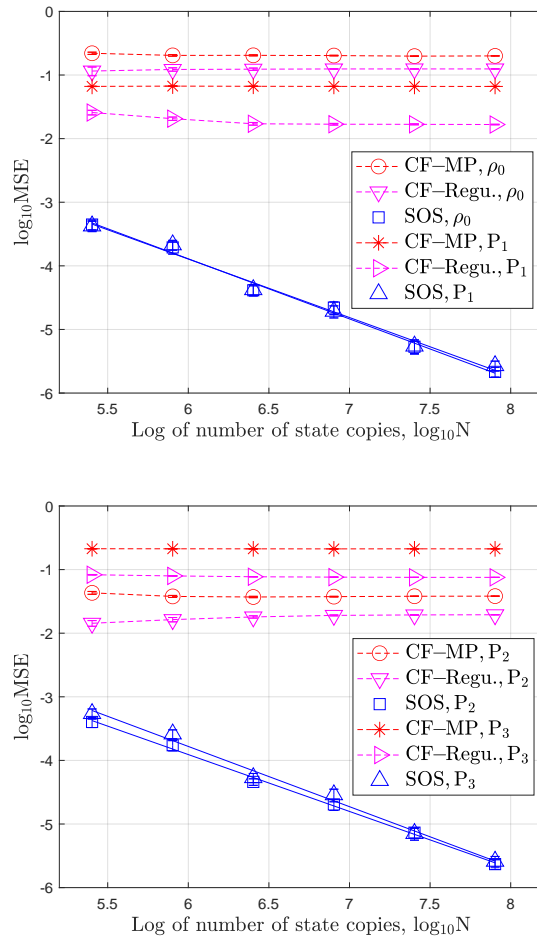 0
-1
-2
-3
-4
-5
-6
log₁₀MSE
CF−MP, ρ₀
CF−Regu., ρ₀
SOS, ρ₀
CF−MP, P₁
CF−Regu., P₁
SOS, P₁
5.5 6 6.5 7 7.5 8
Log of number of state copies, log₁₀N
0
-1
-2
-3
-4
-5
-6
log₁₀MSE
CF−MP, P₂
CF−Regu., P₂
SOS, P₂
CF−MP, P₃
CF−Regu., P₃
SOS, P₃
5.5 6 6.5 7 7.5 8
Log of number of state copies, log₁₀N